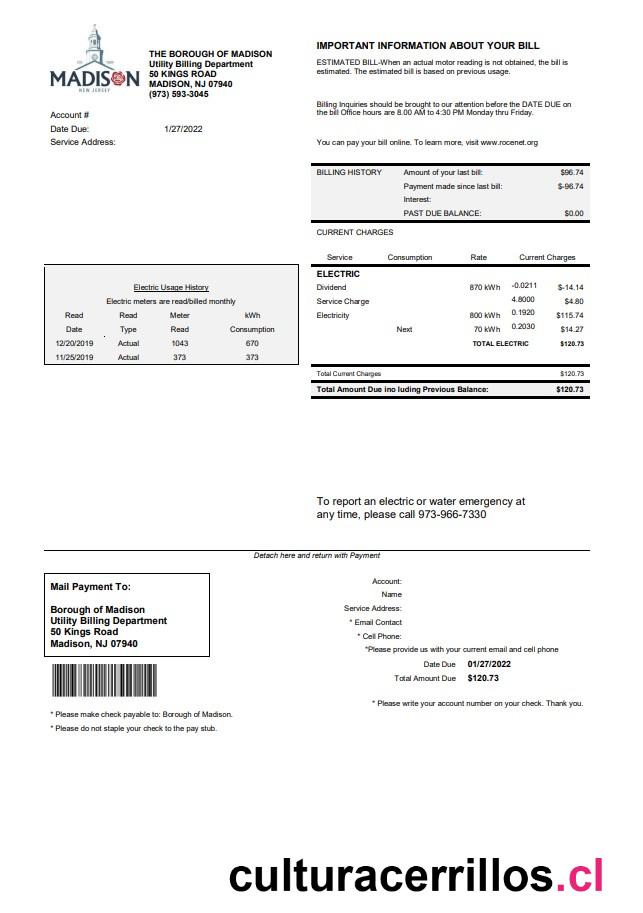 MADISON
NEW JERSEY
THE BOROUGH OF MADISON
Utility Billing Department
50 KINGS ROAD
MADISON, NJ 07940
(973) 593-3045
Account #
Date Due: 1/27/2022
Service Address:
IMPORTANT INFORMATION ABOUT YOUR BILL
ESTIMATED BILL-When an actual motor reading is not obtained, the bill is
estimated. The estimated bill is based on previous usage.
Billing Inquiries should be brought to our attention before the DATE DUE on
the bill Office hours are 8.00 AM to 4:30 PM Monday thru Friday.
You can pay your bill online. To learn more, visit www.rocenet.org
BILLING HISTORY Amount of your last bill: $96.74
Payment made since last bill: $-96.74
Interest:
PAST DUE BALANCE: $0.00
CURRENT CHARGES
Service Consumption Rate Current Charges
ELECTRIC
Dividend 870 kWh -0.0211 $-14.14
Service Charge 4.8000 $4.80
Electricity 800 kWh 0.1920 $115.74
Next 70 kWh 0.2030 $14.27
TOTAL ELECTRIC $120.73
Total Current Charges $120.73
Total Amount Due ino luding Previous Balance: $120.73
Electric Usage History
Electric meters are read/billed monthly
Read Read Meter kWh
Date Type Read Consumption
12/20/2019 Actual 1043 670
11/25/2019 Actual 373 373
To report an electric or water emergency at
any time, please call 973-966-7330
Detach here and return with Payment
Mail Payment To:
Borough of Madison
Utility Billing Department
50 Kings Road
Madison, NJ 07940
* Please make check payable to: Borough of Madison.
* Please do not staple your check to the pay stub.
Account:
Name
Service Address:
* Email Contact
* Cell Phone:
*Please provide us with your current email and cell phone
Date Due 01/27/2022
Total Amount Due $120.73
* Please write your account number on your check. Thank you.
culturacerrillos.cl